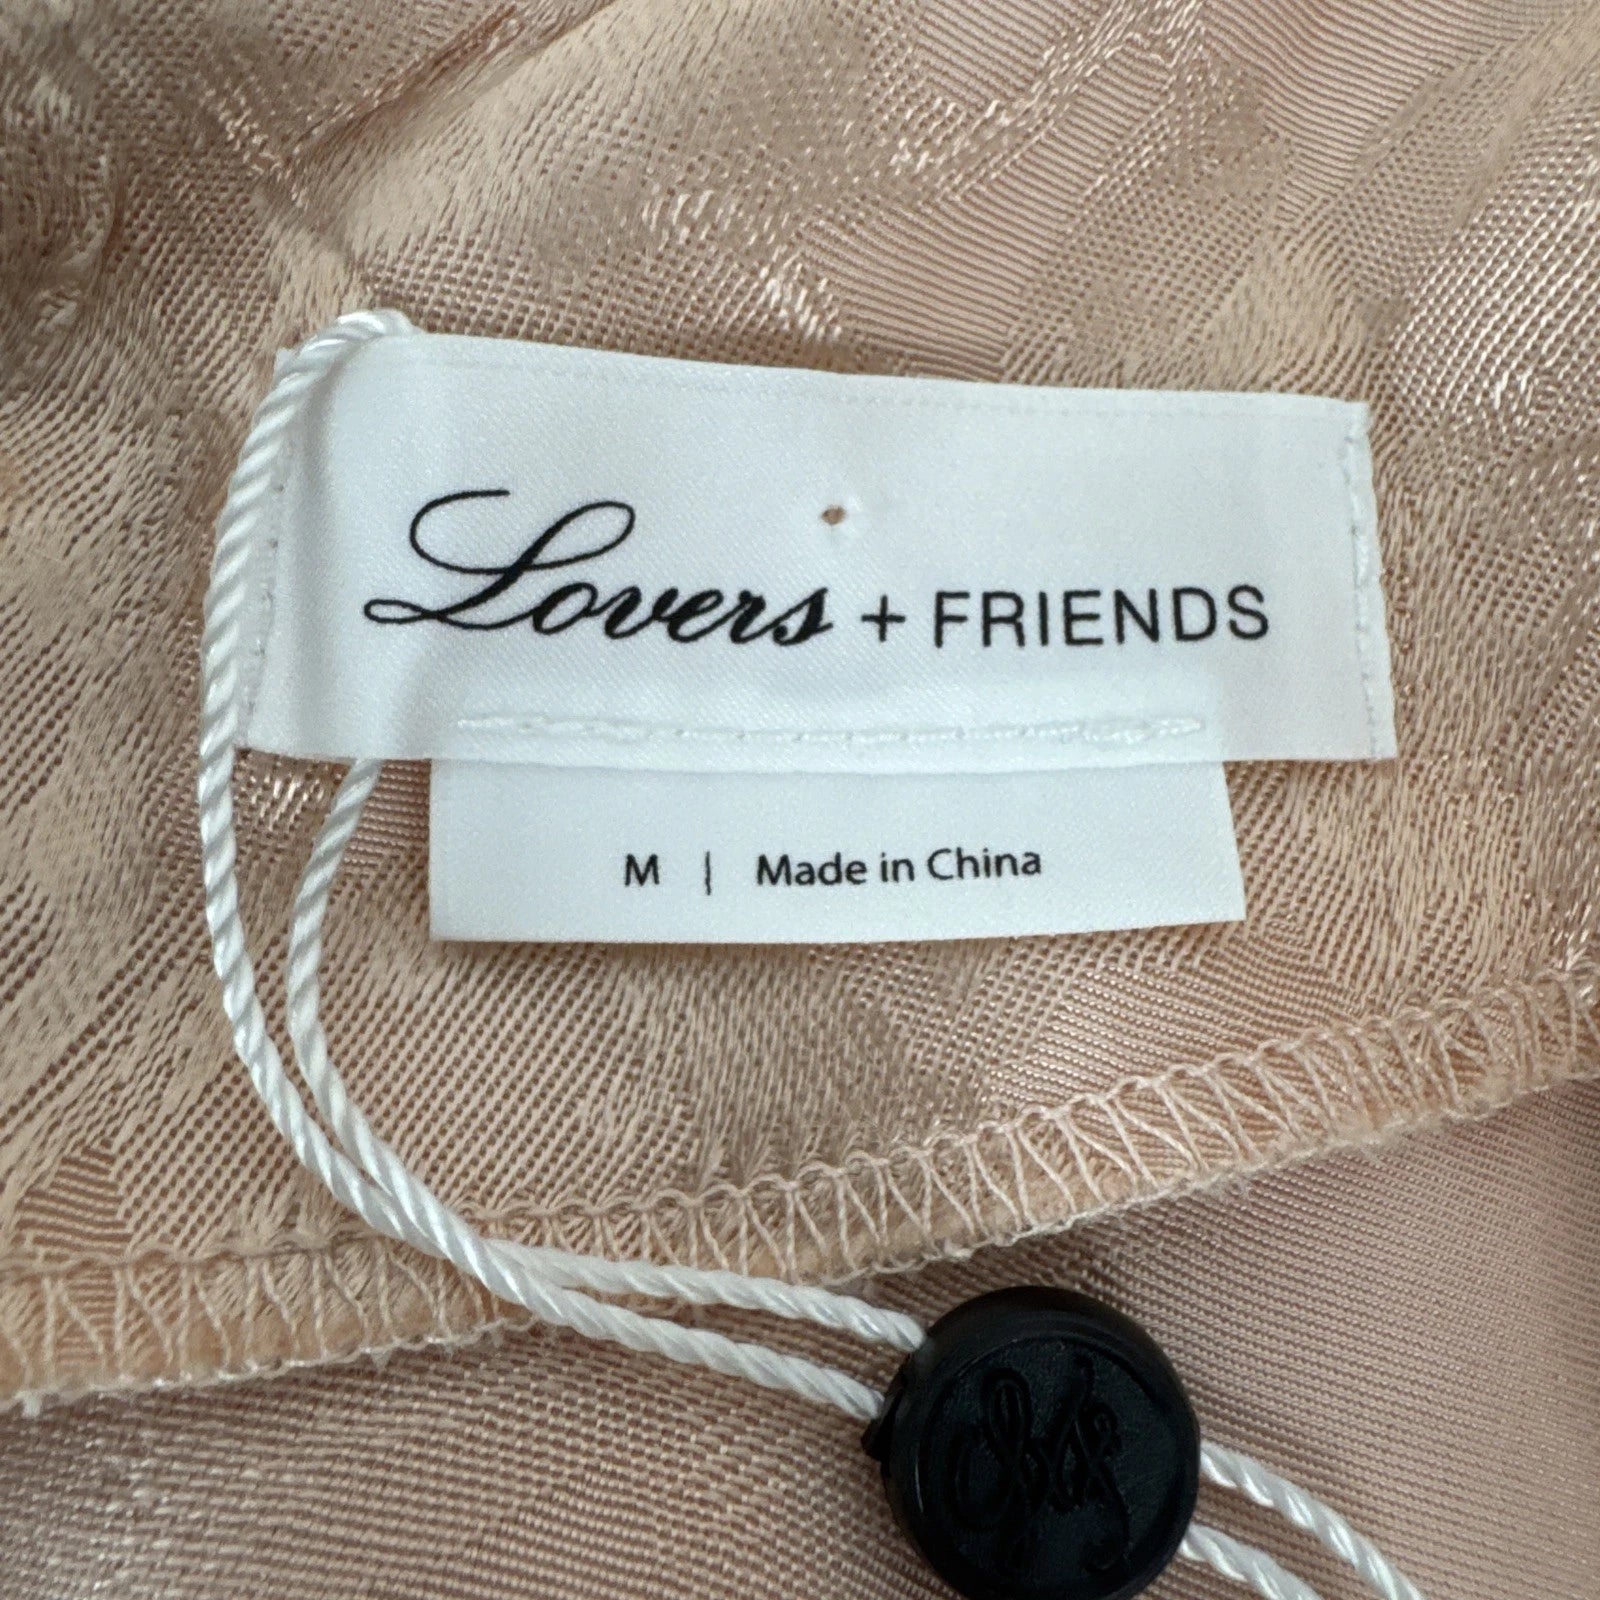 Lovers + FRIENDS
M | Made in China